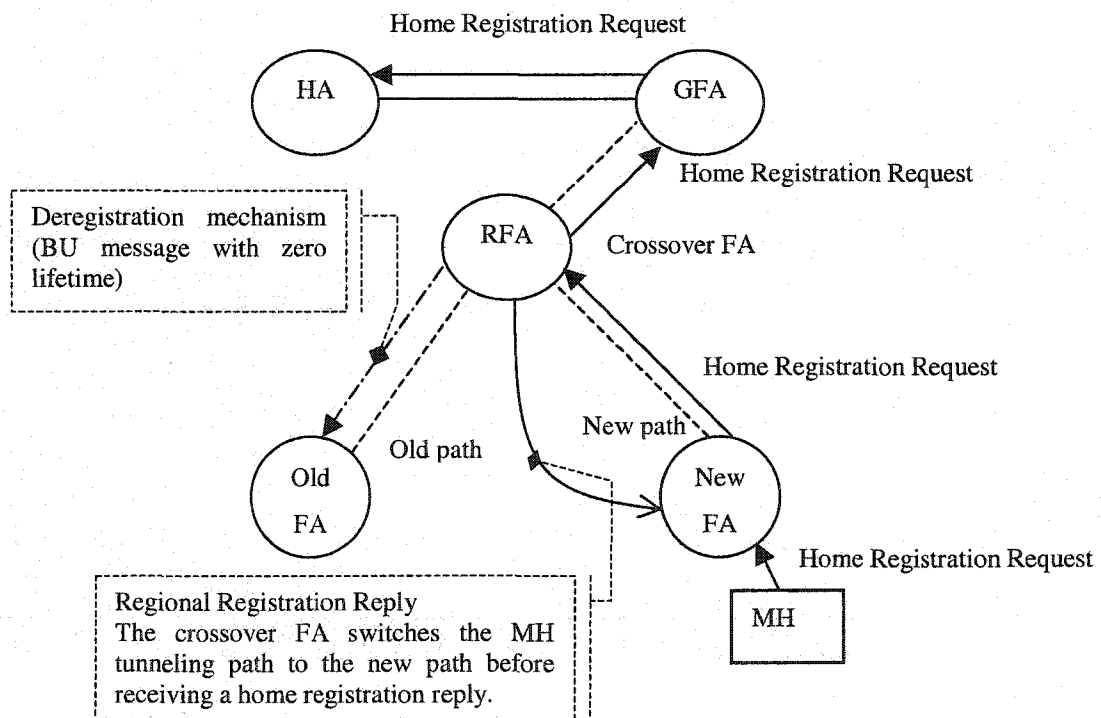 Home Registration Request
HA
GFA
Home Registration Request
Deregistration mechanism
(BU message with zero
lifetime)
RFA
Crossover FA
Home Registration Request
New path
Old path
Old
FA
New
FA
Home Registration Request
Regional Registration Reply
The crossover FA switches the MH
tunneling path to the new path before
receiving a home registration reply.
MH